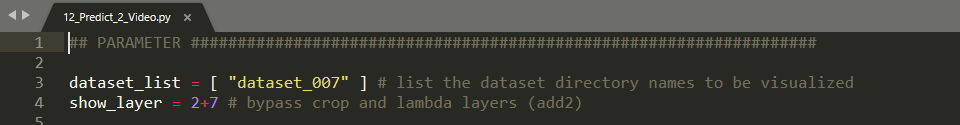 12_Predict_2_Video.py ×
1 ## PARAMETER ###################################################################
2
3 dataset_list = [ "dataset_007" ] # list the dataset directory names to be visualized
4 show_layer = 2+7 # bypass crop and lambda layers (add2)
5